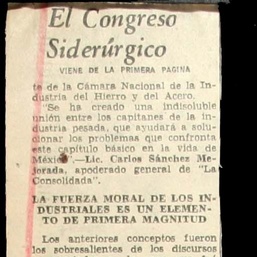 El Congreso
Siderúrgico
VIENE DE LA PRIMERA PAGINA
te de la Cámara Nacional de la In-
dustria del Hierro y del Acero.
"Se ha creado una indisoluble
unión entre los capitanes de la in-
dustria pesada, que ayudará a solu-
cionar los problemas que confronta
este capítulo básico en la vida de
México".—Lic. Carlos Sánchez Me-
jorada, apoderado general de "La
Consolidada".
LA FUERZA MORAL DE LOS IN-
DUSTRIALES ES UN ELEMEN-
TO DE PRIMERA MAGNITUD
Los anteriores conceptos fueron
los sobresalientes de los discursos